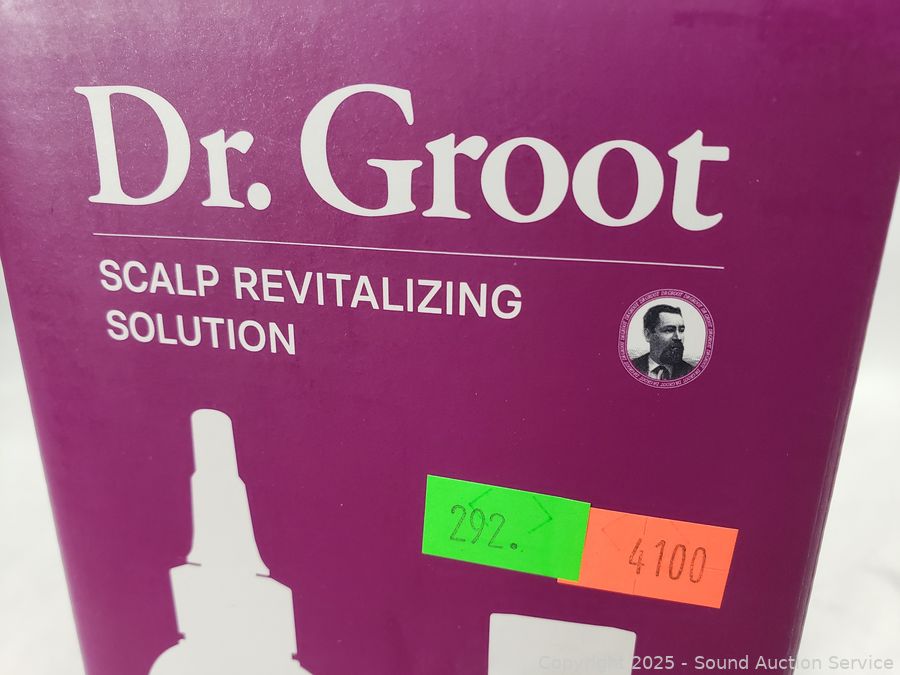 Dr. Groot
SCALP REVITALIZING
SOLUTION
292.
4100
Copyright 2025 - Sound Auction Service